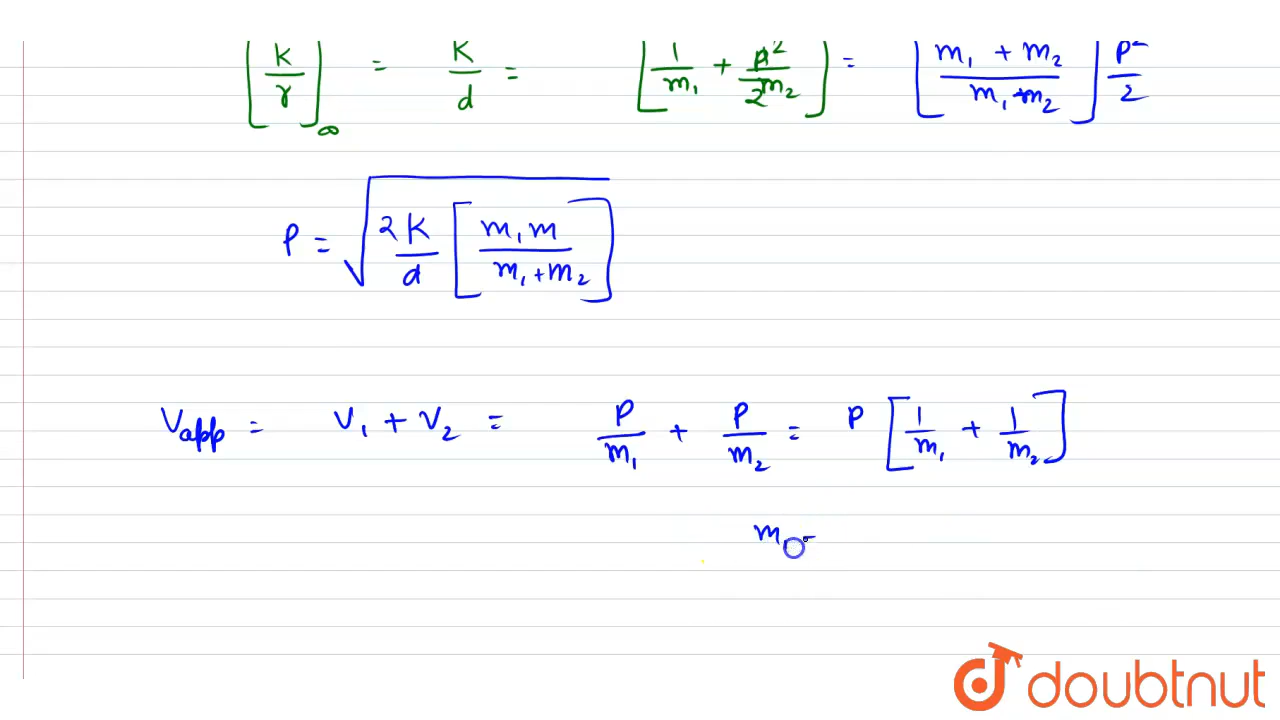 [K/r]∞ = K/d = [1/m₁ + p²/2m₂] = [m₁ + m₂/m₁+m₂] p²/2
P = √(2K/d [m₁m/m₁+m₂])
Vapp = V₁ + V₂ = P/m₁ + P/m₂ = P [1/m₁ + 1/m₂]
m
doubtnut